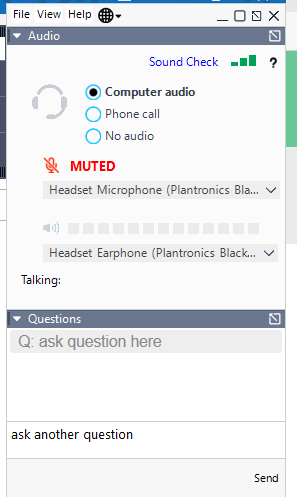 File View Help
Audio
Sound Check ?
Computer audio
Phone call
No audio
MUTED
Headset Microphone (Plantronics Bla...
Headset Earphone (Plantronics Black...
Talking:
Questions
Q: ask question here
ask another question
Send